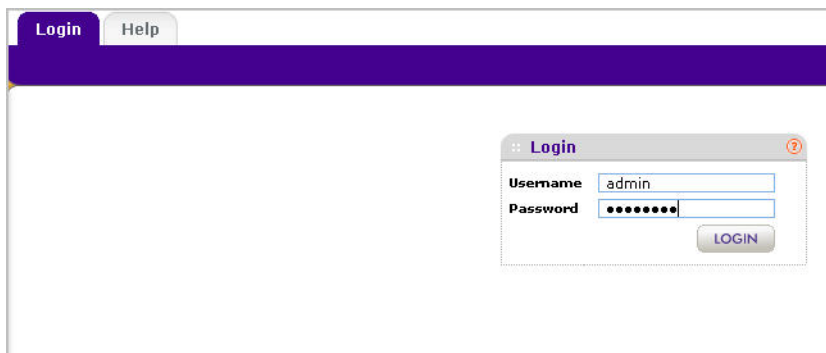 Login Help
Login ?
Username admin
Password ••••••••
LOGIN